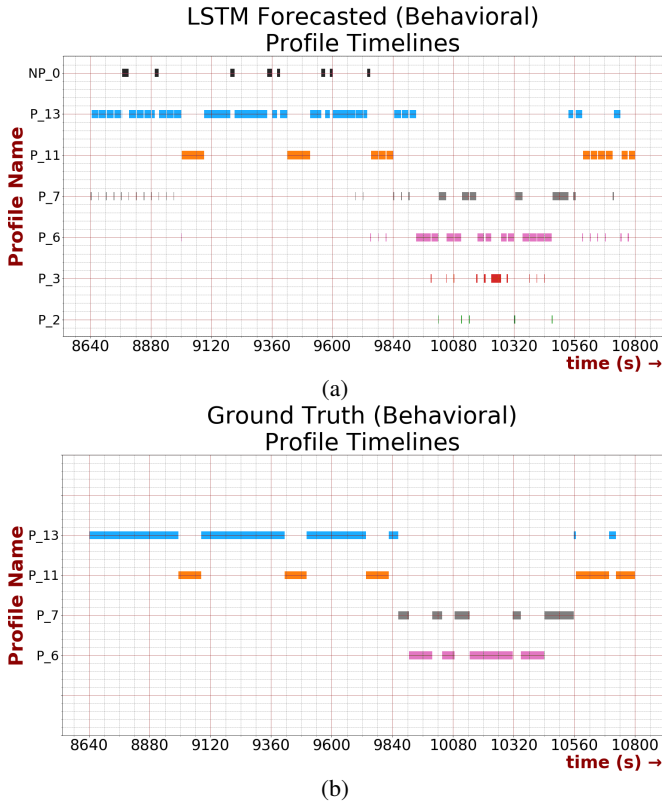 LSTM Forecasted (Behavioral)
Profile Timelines
Profile Name
NP_0
P_13
P_11
P_7
P_6
P_3
P_2
8640 8880 9120 9360 9600 9840 10080 10320 10560 10800
time (s) →
(a)
Ground Truth (Behavioral)
Profile Timelines
Profile Name
P_13
P_11
P_7
P_6
8640 8880 9120 9360 9600 9840 10080 10320 10560 10800
time (s) →
(b)